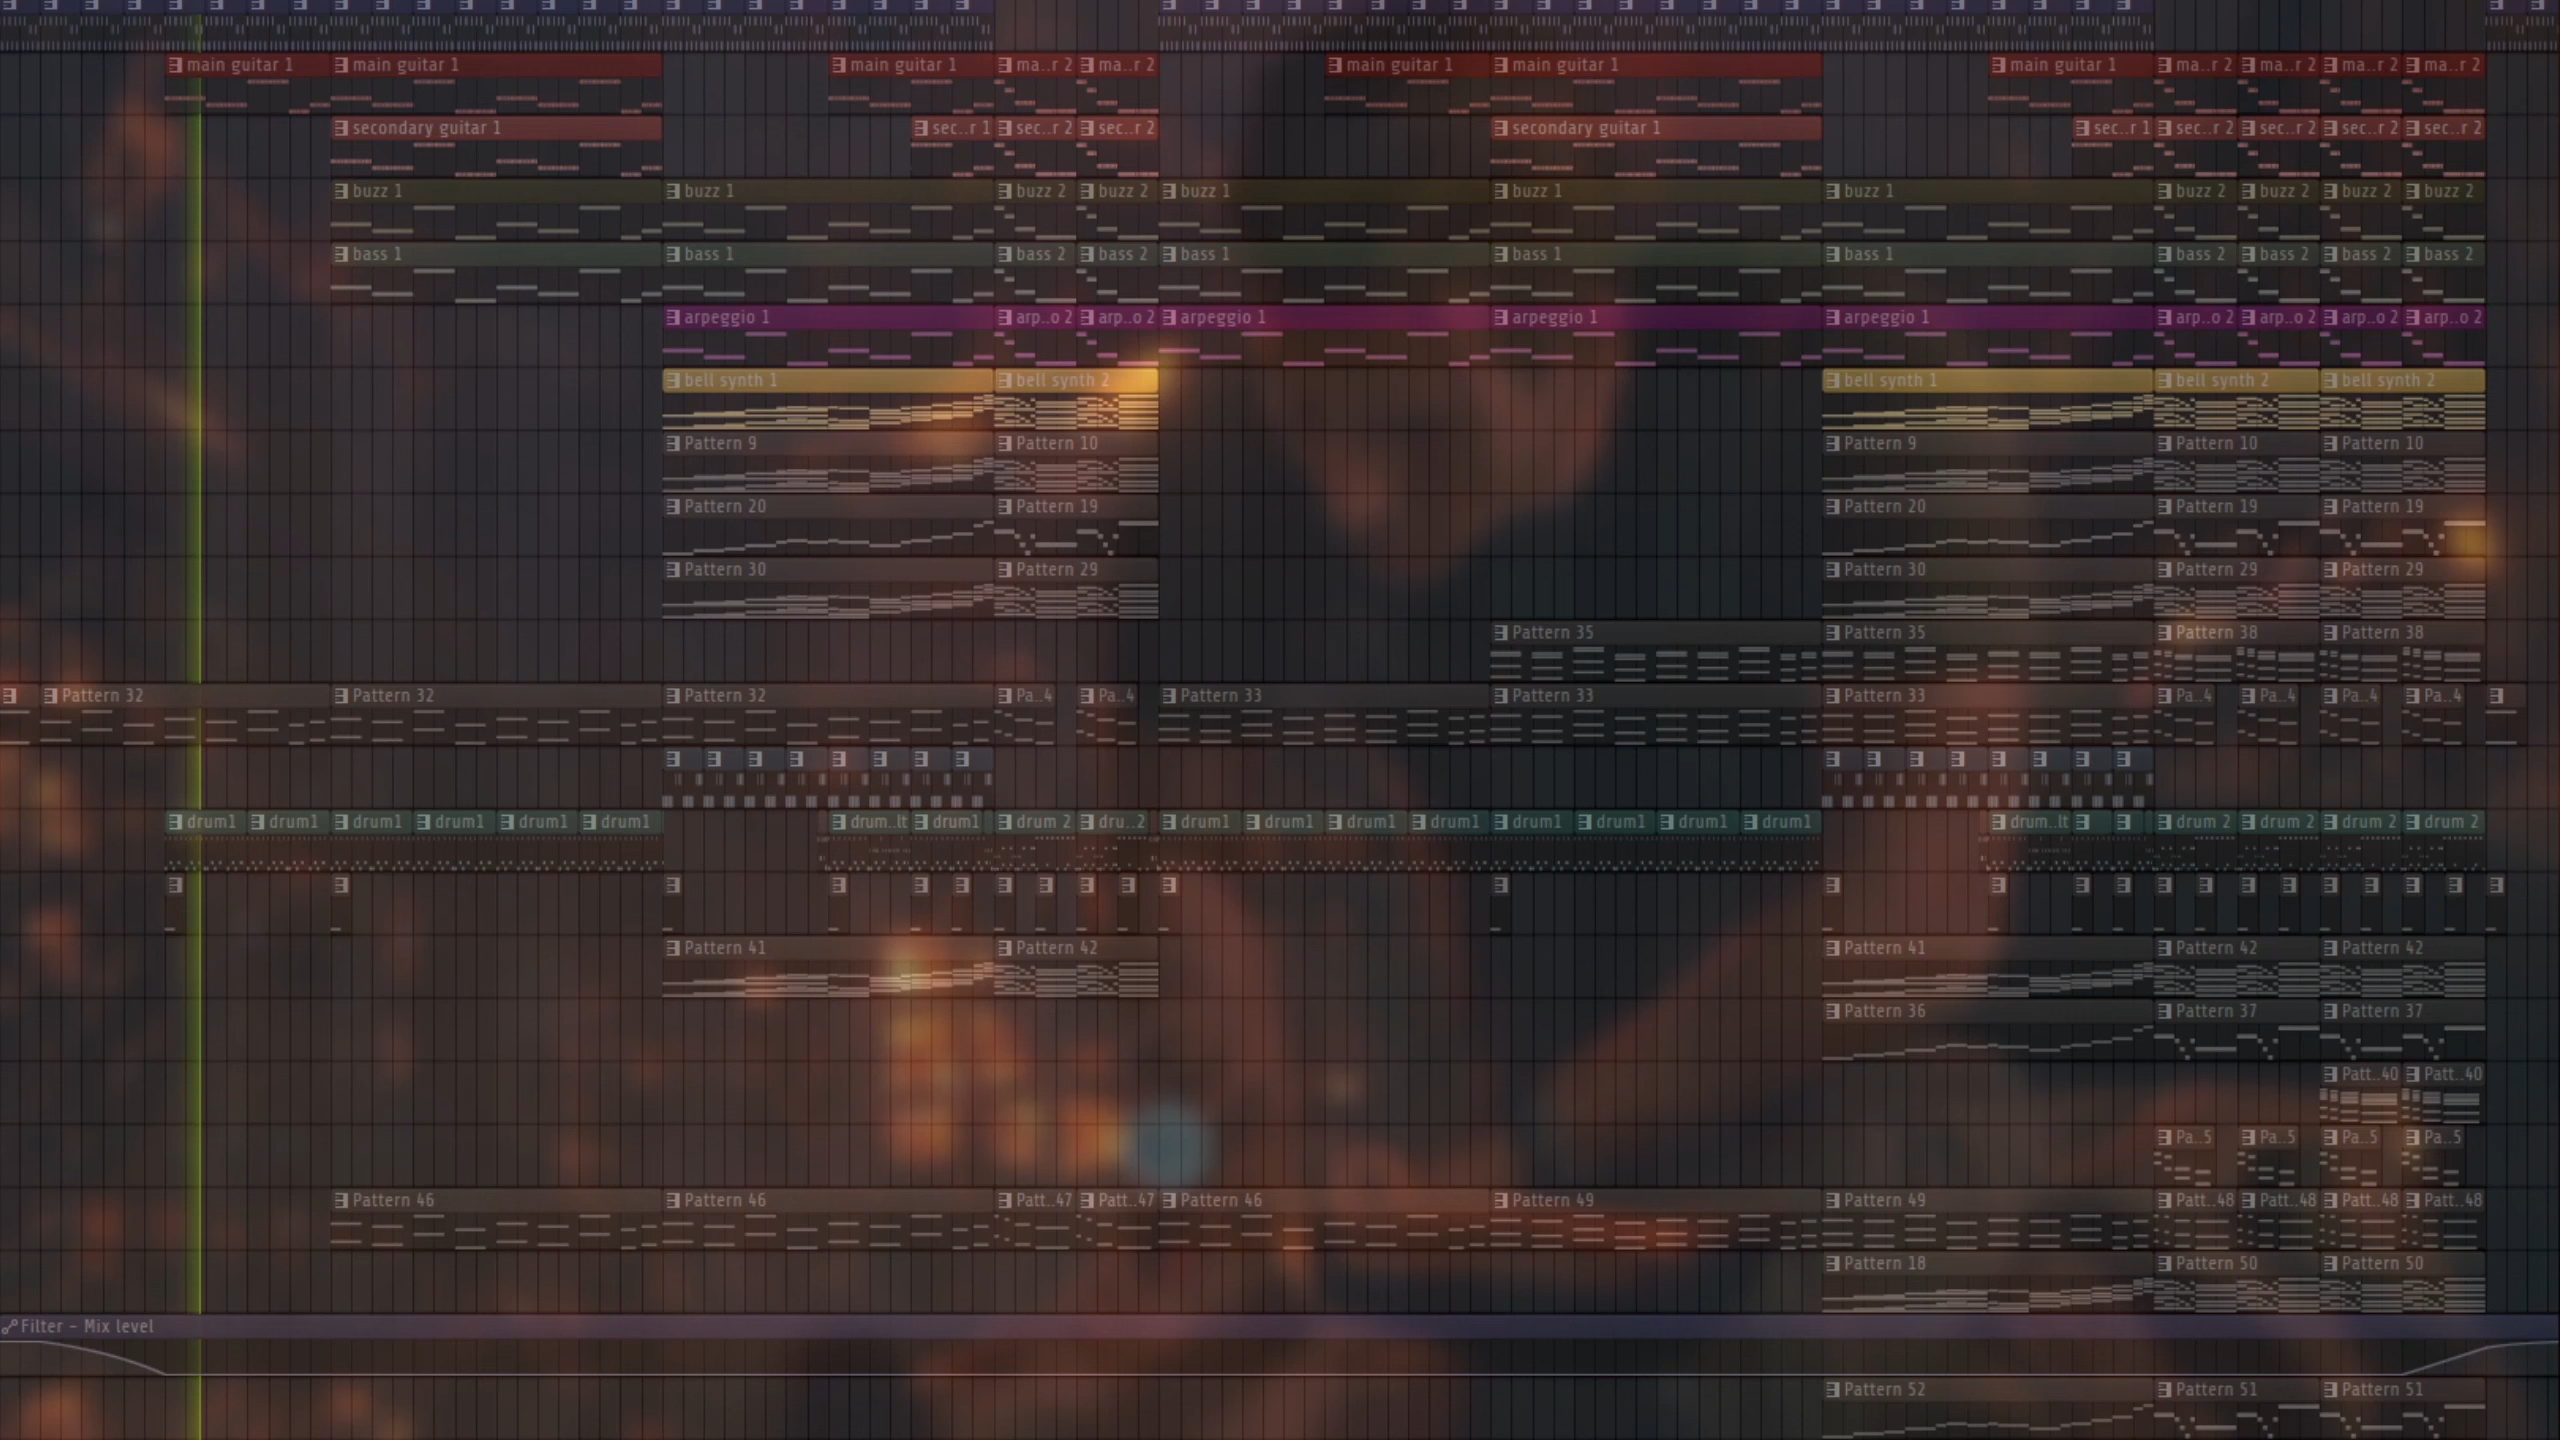 main guitar 1 main guitar 1 main guitar 1 ma..r 2 ma..r 2 main guitar 1 main guitar 1 main guitar 1 ma..r 2 ma..r 2 ma..r 2 ma..r 2
secondary guitar 1 sec..r 1 sec..r 2 sec..r 2 secondary guitar 1 sec..r 1 sec..r 2 sec..r 2 sec..r 2 sec..r 2
buzz 1 buzz 1 buzz 2 buzz 2 buzz 1 buzz 1 buzz 1 buzz 2 buzz 2 buzz 2 buzz 2
bass 1 bass 1 bass 2 bass 2 bass 1 bass 1 bass 1 bass 2 bass 2 bass 2 bass 2
arpeggio 1 arp..o 2 arp..o 2 arpeggio 1 arpeggio 1 arpeggio 1 arp..o 2 arp..o 2 arp..o 2 arp..o 2
bell synth 1 bell synth 2 bell synth 1 bell synth 2 bell synth 2
Pattern 9 Pattern 10 Pattern 9 Pattern 10 Pattern 10
Pattern 20 Pattern 19 Pattern 20 Pattern 19 Pattern 19
Pattern 30 Pattern 29 Pattern 30 Pattern 29 Pattern 29
Pattern 35 Pattern 35 Pattern 38 Pattern 38
Pattern 32 Pattern 32 Pattern 32 Pa..4 Pa..4 Pattern 33 Pattern 33 Pattern 33 Pa..4 Pa..4 Pa..4 Pa..4
drum1 drum1 drum1 drum1 drum1 drum1 drum..lt drum1 drum 2 dru..2 drum1 drum1 drum1 drum1 drum1 drum1 drum1 drum1 drum..lt drum 2 drum 2 drum 2 drum 2
Pattern 41 Pattern 42 Pattern 41 Pattern 42 Pattern 42
Pattern 36 Pattern 37 Pattern 37
Patt..40 Patt..40
Pa..5 Pa..5 Pa..5 Pa..5
Pattern 46 Pattern 46 Patt..47 Patt..47 Pattern 46 Pattern 49 Pattern 49 Patt..48 Patt..48 Patt..48 Patt..48
Pattern 18 Pattern 50 Pattern 50
Filter – Mix level
Pattern 52 Pattern 51 Pattern 51